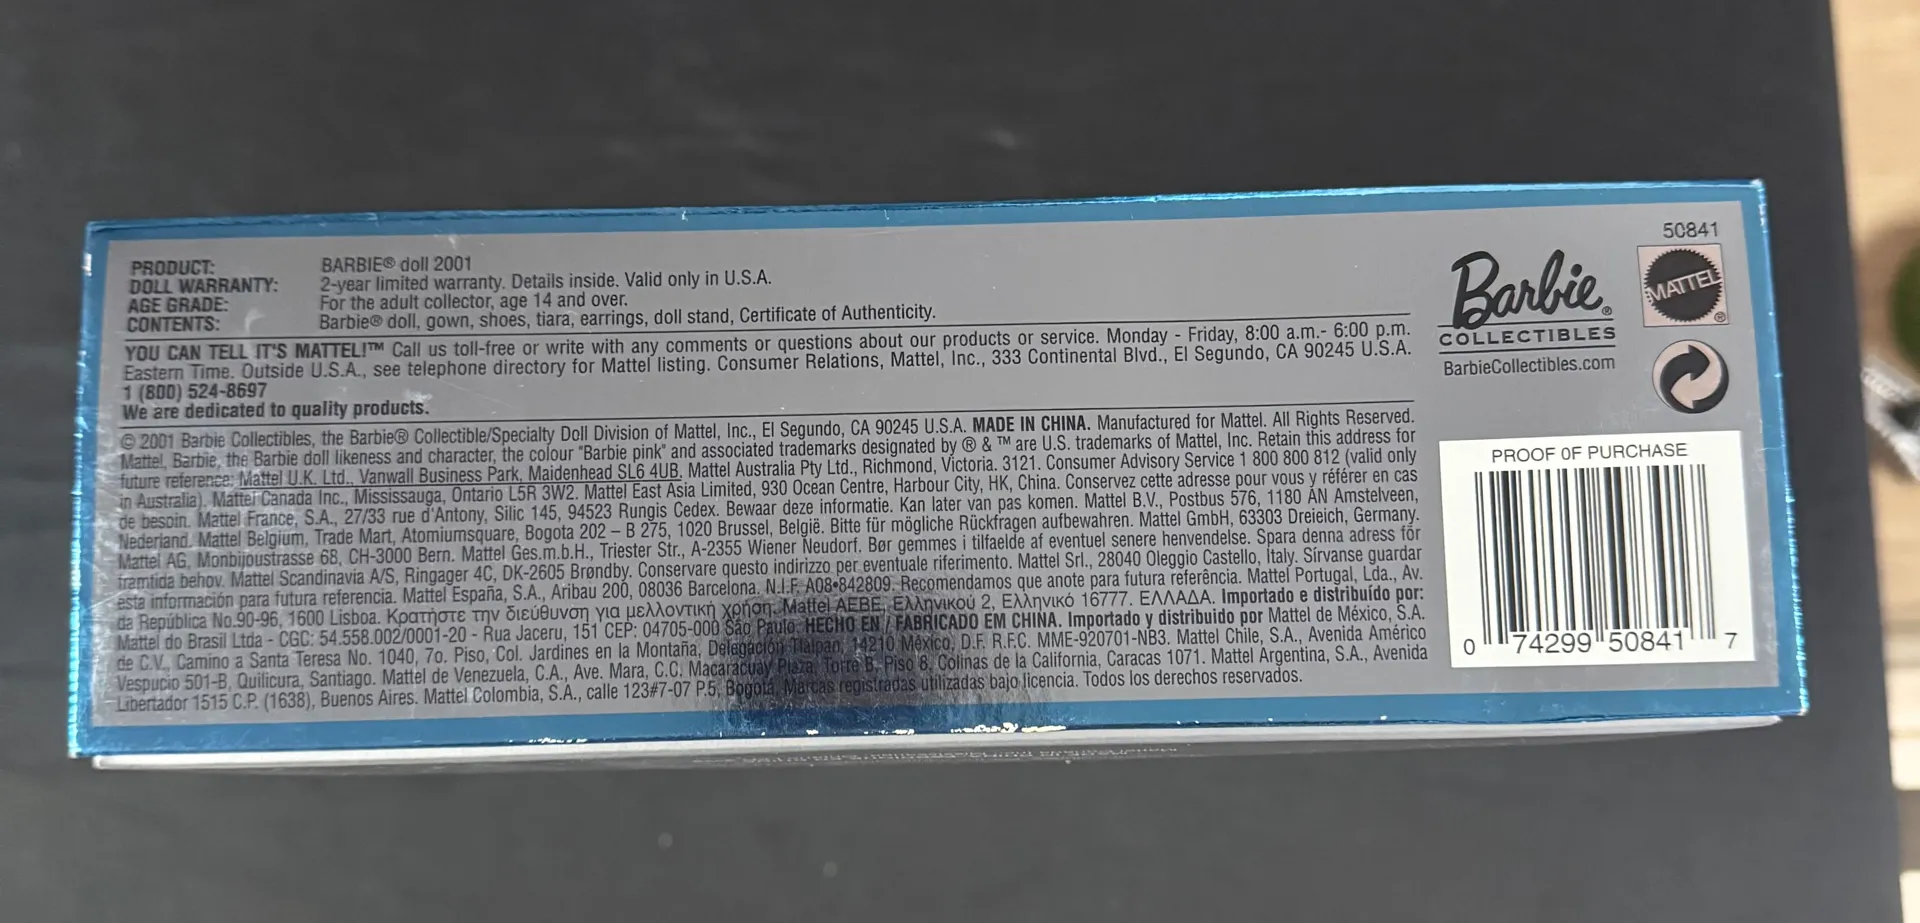 PRODUCT: BARBIE® doll 2001
DOLL WARRANTY: 2-year limited warranty. Details inside. Valid only in U.S.A.
AGE GRADE: For the adult collector, age 14 and over.
CONTENTS: Barbie® doll, gown, shoes, tiara, earrings, doll stand, Certificate of Authenticity.
YOU CAN TELL IT'S MATTEL!™ Call us toll-free or write with any comments or questions about our products or service. Monday - Friday, 8:00 a.m.- 6:00 p.m.
Eastern Time. Outside U.S.A., see telephone directory for Mattel listing. Consumer Relations, Mattel, Inc., 333 Continental Blvd., El Segundo, CA 90245 U.S.A.
1 (800) 524-8697
We are dedicated to quality products.
© 2001 Barbie Collectibles, the Barbie® Collectible/Specialty Doll Division of Mattel, Inc., El Segundo, CA 90245 U.S.A. MADE IN CHINA. Manufactured for Mattel. All Rights Reserved.
Mattel, Barbie, the Barbie doll likeness and character, the colour "Barbie pink" and associated trademarks designated by ® & ™ are U.S. trademarks of Mattel, Inc. Retain this address for
future reference: Mattel U.K. Ltd., Vanwall Business Park, Maidenhead SL6 4UB. Mattel Australia Pty Ltd., Richmond, Victoria. 3121. Consumer Advisory Service 1 800 800 812 (valid only
in Australia). Mattel Canada Inc., Mississauga, Ontario L5R 3W2. Mattel East Asia Limited, 930 Ocean Centre, Harbour City, HK, China. Conservez cette adresse pour vous y référer en cas
de besoin. Mattel France, S.A., 27/33 rue d'Antony, Silic 145, 94523 Rungis Cedex. Bewaar deze informatie. Kan later van pas komen. Mattel B.V., Postbus 576, 1180 AN Amstelveen,
Nederland. Mattel Belgium, Trade Mart, Atomiumsquare, Bogota 202 – B 275, 1020 Brussel, België. Bitte für mögliche Rückfragen aufbewahren. Mattel GmbH, 63303 Dreieich, Germany.
Mattel AG, Monbijoustrasse 68, CH-3000 Bern. Mattel Ges.m.b.H., Triester Str., A-2355 Wiener Neudorf. Bør gemmes i tilfaelde af eventuel senere henvendelse. Spara denna adress för
framtida behov. Mattel Scandinavia A/S, Ringager 4C, DK-2605 Brøndby. Conservare questo indirizzo per eventuale riferimento. Mattel Srl., 28040 Oleggio Castello, Italy. Sírvanse guardar
esta información para futura referencia. Mattel España, S.A., Aribau 200, 08036 Barcelona. N.I.F. A08•842809. Recomendamos que anote para futura referência. Mattel Portugal, Lda., Av.
da República No.90-96, 1600 Lisboa. Κρατήστε την διεύθυνση για μελλοντική χρήση. Mattel AEBE, Ελληνικού 2, Ελληνικό 16777. ΕΛΛΑΔΑ. Importado e distribuído por:
Mattel do Brasil Ltda - CGC: 54.558.002/0001-20 - Rua Jaceru, 151 CEP: 04705-000 São Paulo. HECHO EN / FABRICADO EM CHINA. Importado y distribuido por Mattel de México, S.A.
de C.V., Camino a Santa Teresa No. 1040, 7o. Piso, Col. Jardines en la Montaña, Delegación Tlalpan, 14210 México, D.F. R.F.C. MME-920701-NB3. Mattel Chile, S.A., Avenida Américo
Vespucio 501-B, Quilicura, Santiago. Mattel de Venezuela, C.A., Ave. Mara, C.C. Macaracuay Plaza, Torre B, Piso 8, Colinas de la California, Caracas 1071. Mattel Argentina, S.A., Avenida
Libertador 1515 C.P. (1638), Buenos Aires. Mattel Colombia, S.A., calle 123#7-07 P.5, Bogotá. Marcas registradas utilizadas bajo licencia. Todos los derechos reservados.
50841
Barbie®
COLLECTIBLES
BarbieCollectibles.com
MATTEL®
PROOF OF PURCHASE
0 74299 50841 7